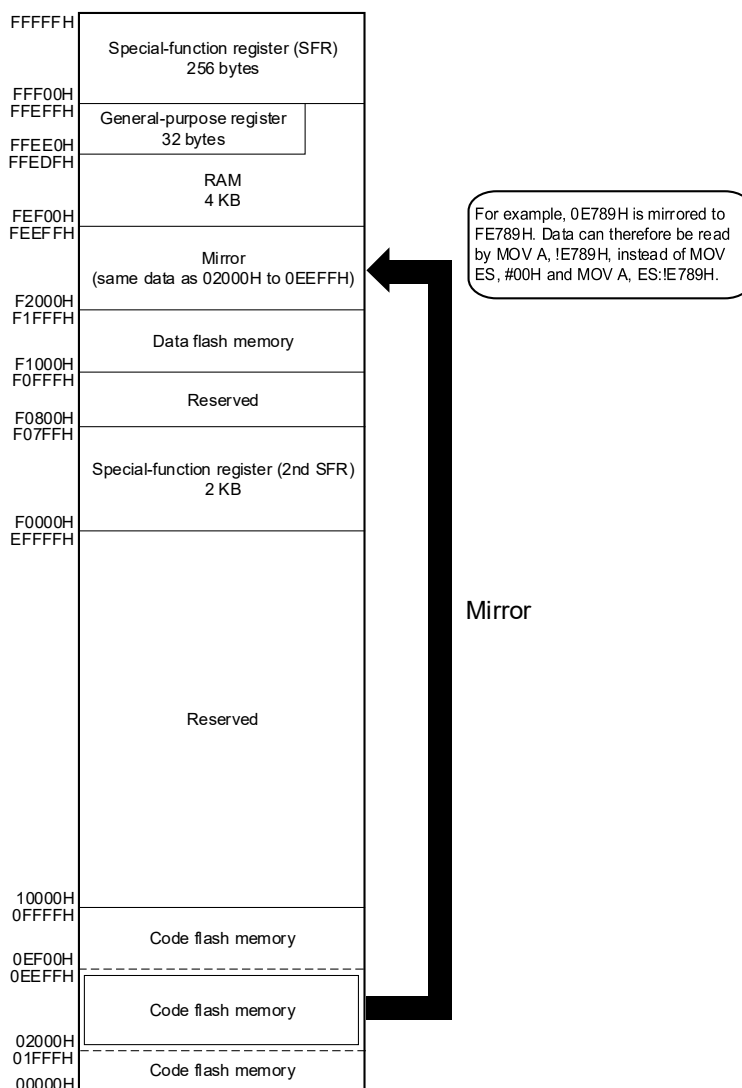 FFFFFH
Special-function register (SFR)
256 bytes
FFF00H
FFEFFH
General-purpose register
32 bytes
FFEE0H
FFEDFH
RAM
4 KB
FEF00H
FEEFFH
Mirror
(same data as 02000H to 0EEFFH)
F2000H
F1FFFH
Data flash memory
F1000H
F0FFFH
Reserved
F0800H
F07FFH
Special-function register (2nd SFR)
2 KB
F0000H
EFFFFH
Reserved
10000H
0FFFFH
Code flash memory
0EF00H
0EEFFH
Code flash memory
02000H
01FFFH
Code flash memory
00000H
For example, 0E789H is mirrored to
FE789H. Data can therefore be read
by MOV A, !E789H, instead of MOV
ES, #00H and MOV A, ES:!E789H.
Mirror